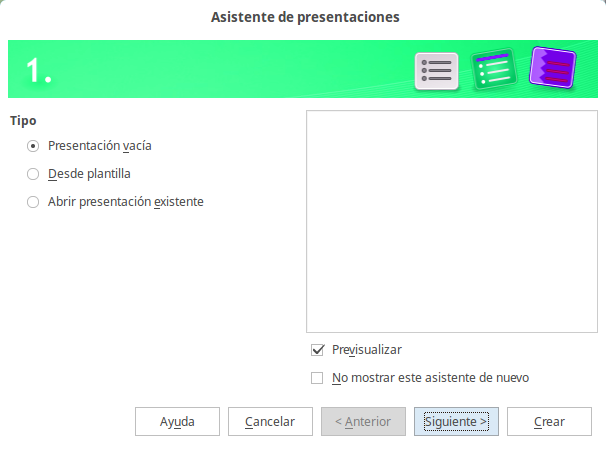 Asistente de presentaciones
1.
Tipo
Presentación vacía
Desde plantilla
Abrir presentación existente
Previsualizar
No mostrar este asistente de nuevo
Ayuda
Cancelar
< Anterior
Siguiente >
Crear